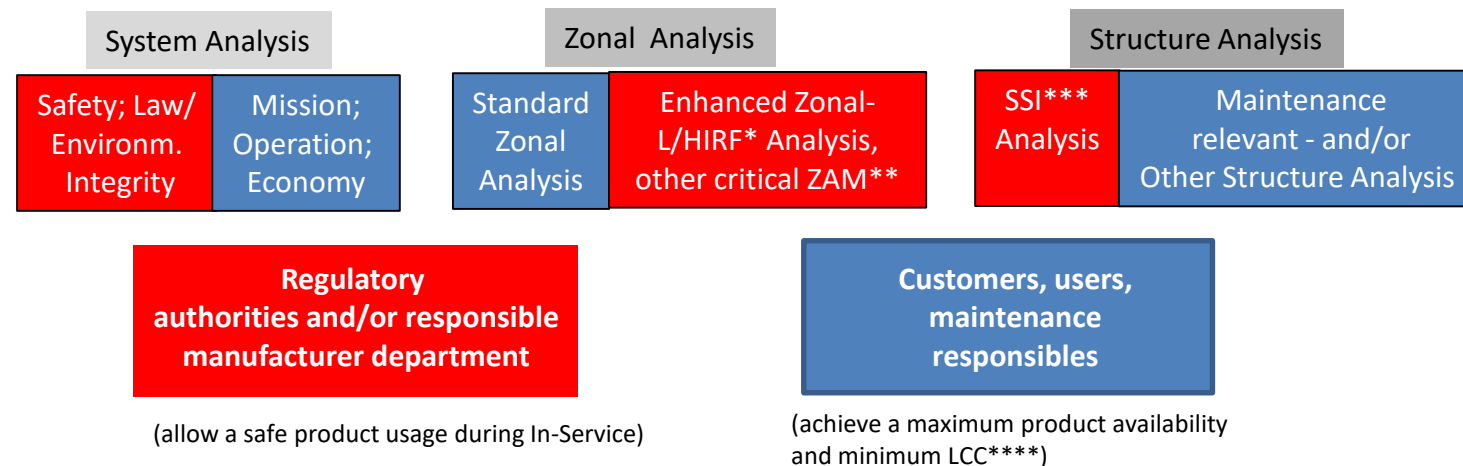 System Analysis
Zonal Analysis
Structure Analysis
Safety; Law/
Environm.
Integrity
Mission;
Operation;
Economy
Standard
Zonal
Analysis
Enhanced Zonal-
L/HIRF* Analysis,
other critical ZAM**
SSI***
Analysis
Maintenance
relevant - and/or
Other Structure Analysis
Regulatory
authorities and/or responsible
manufacturer department
Customers, users,
maintenance
responsibles
(allow a safe product usage during In-Service)
(achieve a maximum product availability
and minimum LCC****)